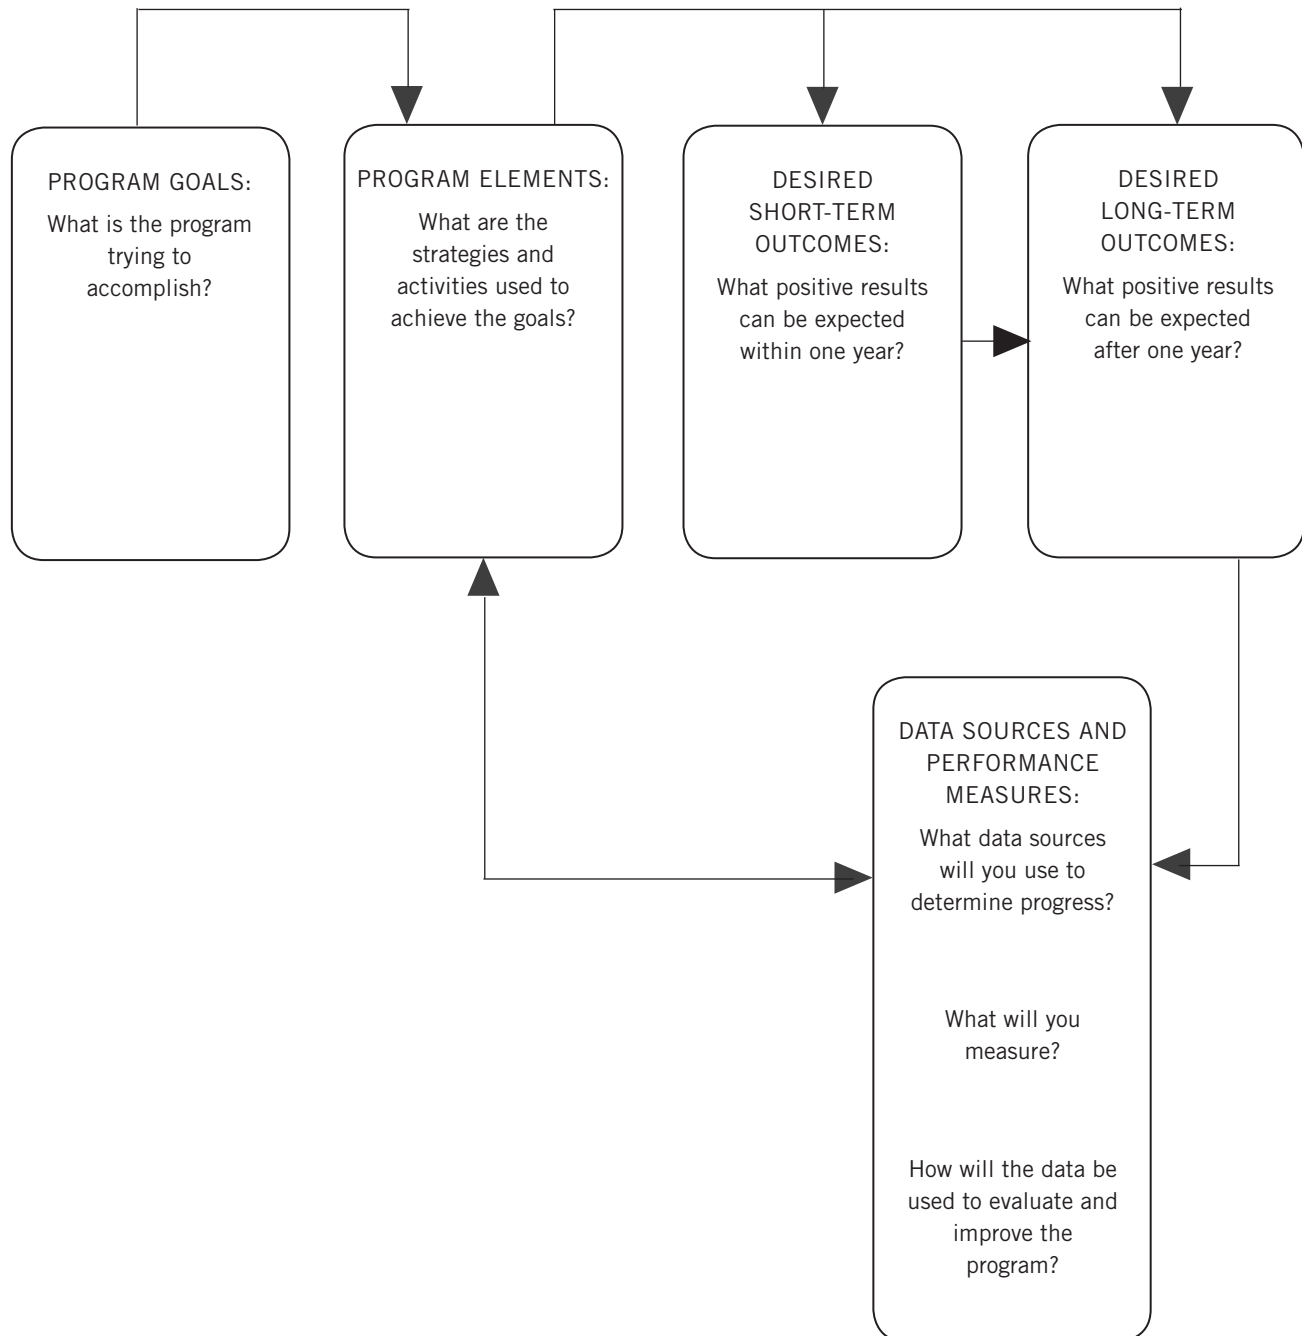 PROGRAM GOALS:
What is the program
trying to
accomplish?
PROGRAM ELEMENTS:
What are the
strategies and
activities used to
achieve the goals?
DESIRED
SHORT-TERM
OUTCOMES:
What positive results
can be expected
within one year?
DESIRED
LONG-TERM
OUTCOMES:
What positive results
can be expected
after one year?
DATA SOURCES AND
PERFORMANCE
MEASURES:
What data sources
will you use to
determine progress?
What will you
measure?
How will the data be
used to evaluate and
improve the
program?